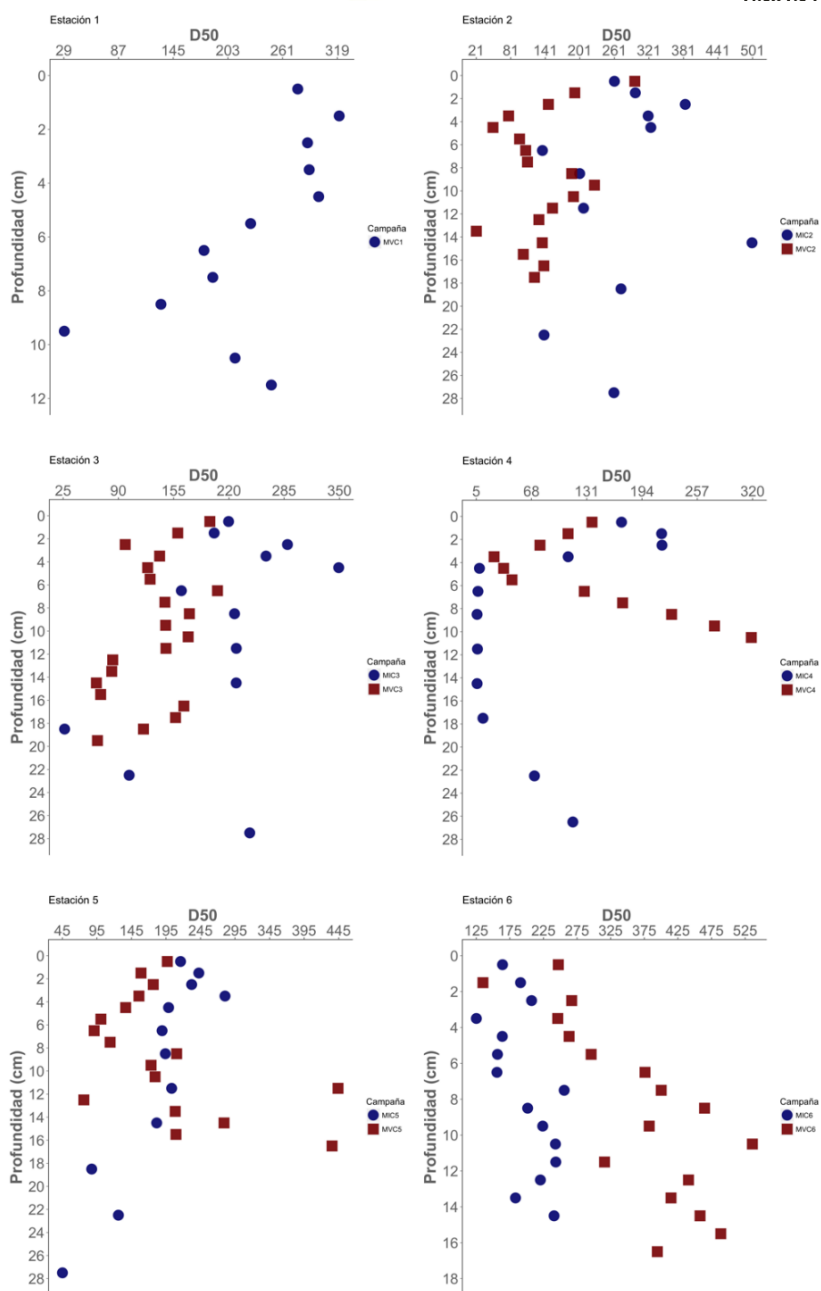 Estación 1
D50
29 87 145 203 261 319
0
2
4
6
8
10
12
Profundidad (cm)
Campaña
MVC1
Estación 2
D50
21 81 141 201 261 321 381 441 501
0
2
4
6
8
10
12
14
16
18
20
22
24
26
28
Profundidad (cm)
Campaña
MIC2
MVC2
Estación 3
D50
25 90 155 220 285 350
0
2
4
6
8
10
12
14
16
18
20
22
24
26
28
Profundidad (cm)
Campaña
MIC3
MVC3
Estación 4
D50
5 68 131 194 257 320
0
2
4
6
8
10
12
14
16
18
20
22
24
26
28
Profundidad (cm)
Campaña
MIC4
MVC4
Estación 5
D50
45 95 145 195 245 295 345 395 445
0
2
4
6
8
10
12
14
16
18
20
22
24
26
28
Profundidad (cm)
Campaña
MIC5
MVC5
Estación 6
D50
125 175 225 275 325 375 425 475 525
0
2
4
6
8
10
12
14
16
18
Profundidad (cm)
Campaña
MIC6
MVC6